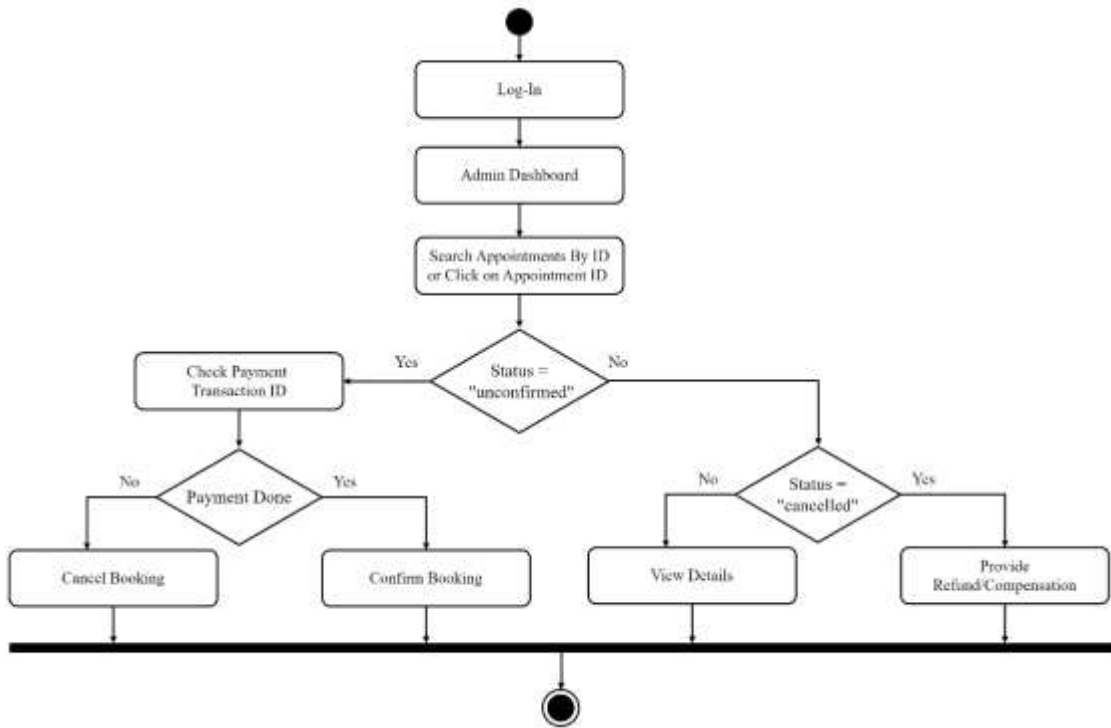 Log-In
Admin Dashboard
Search Appointments By ID
or Click on Appointment ID
Yes
Status =
"unconfirmed"
No
Check Payment
Transaction ID
No
Payment Done
Yes
No
Status =
"cancelled"
Yes
Cancel Booking
Confirm Booking
View Details
Provide
Refund/Compensation